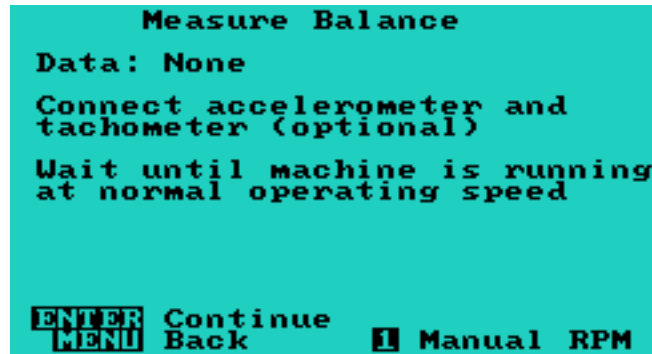 Measure Balance
Data: None
Connect accelerometer and
tachometer (optional)
Wait until machine is running
at normal operating speed
ENTER Continue
MENU Back 1 Manual RPM